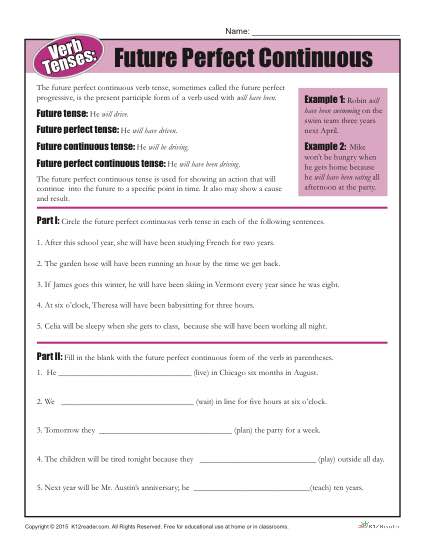 Name:
Verb
Tenses:
Future Perfect Continuous
The future perfect continuous verb tense, sometimes called the future perfect
progressive, is the present participle form of a verb used with will have been.
Future tense: He will drive.
Future perfect tense: He will have driven.
Future continuous tense: He will be driving.
Future perfect continuous tense: He will have been driving.
The future perfect continuous tense is used for showing an action that will
continue into the future to a specific point in time. It also may show a cause
and result.
Example 1: Robin will
have been swimming on the
swim team three years
next April.
Example 2: Mike
won't be hungry when
he gets home because
he will have been eating all
afternoon at the party.
Part I: Circle the future perfect continuous verb tense in each of the following sentences.
1. After this school year, she will have been studying French for two years.
2. The garden hose will have been running an hour by the time we get back.
3. If James goes this winter, he will have been skiing in Vermont every year since he was eight.
4. At six o'clock, Theresa will have been babysitting for three hours.
5. Celia will be sleepy when she gets to class, because she will have been working all night.
Part II: Fill in the blank with the future perfect continuous form of the verb in parentheses.
1. He (live) in Chicago six months in August.
2. We (wait) in line for five hours at six o'clock.
3. Tomorrow they (plan) the party for a week.
4. The children will be tired tonight because they (play) outside all day.
5. Next year will be Mr. Austin's anniversary; he (teach) ten years.
Copyright © 2015 K12reader.com. All Rights Reserved. Free for educational use at home or in classrooms.
K12Reader